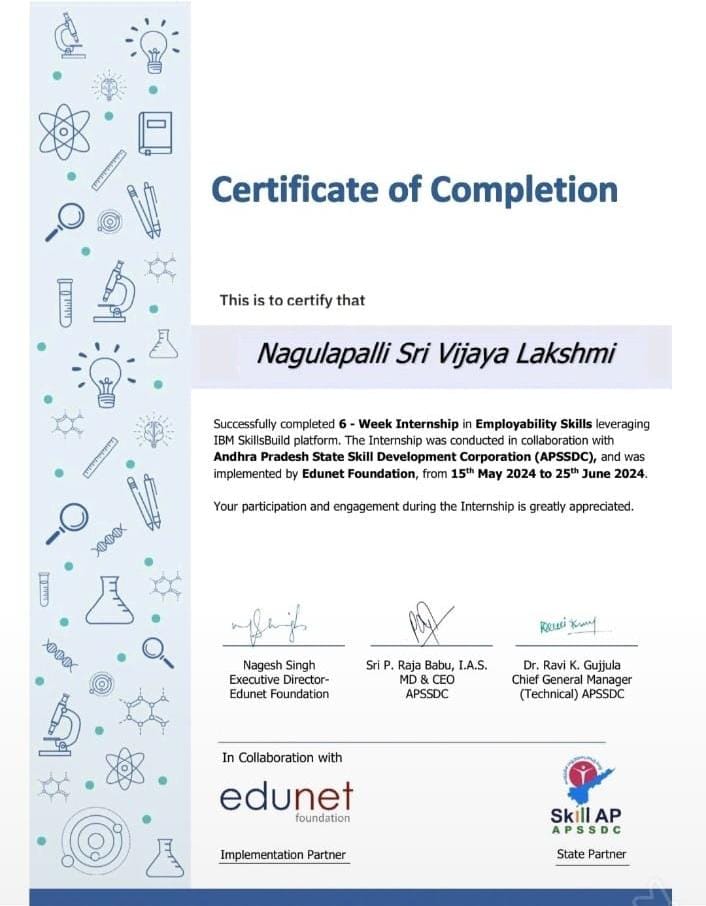 Certificate of Completion
This is to certify that
Nagulapalli Sri Vijaya Lakshmi
Successfully completed 6 - Week Internship in Employability Skills leveraging
IBM SkillsBuild platform. The Internship was conducted in collaboration with
Andhra Pradesh State Skill Development Corporation (APSSDC), and was
implemented by Edunet Foundation, from 15th May 2024 to 25th June 2024.
Your participation and engagement during the Internship is greatly appreciated.
Nagesh Singh
Executive Director-
Edunet Foundation
Sri P. Raja Babu, I.A.S.
MD & CEO
APSSDC
Dr. Ravi K. Gujjula
Chief General Manager
(Technical) APSSDC
In Collaboration with
edunet
foundation
Implementation Partner
Skill AP
APSSDC
State Partner